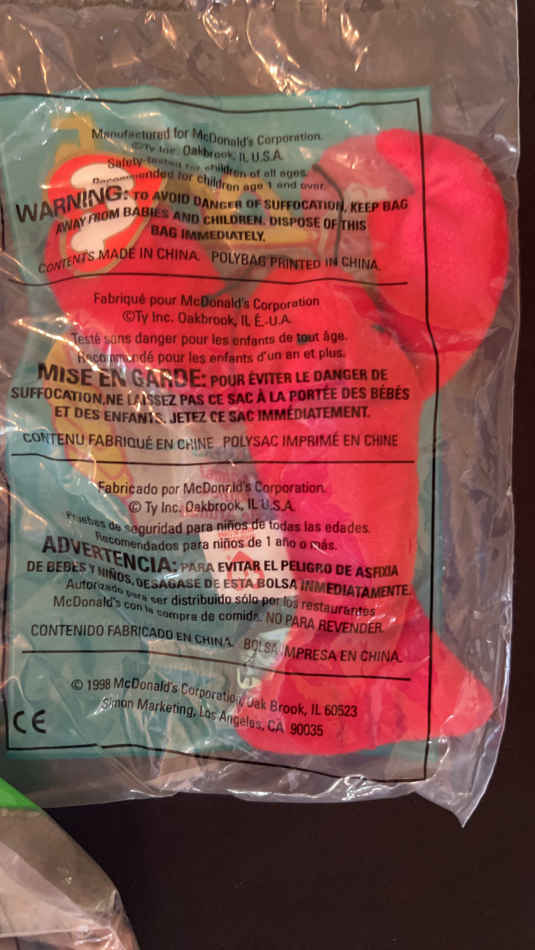 Manufactured for McDonald's Corporation.
©Ty Inc. Oakbrook, IL U.S.A.
Safety-tested for children of all ages.
Recommended for children age 1 and over.
WARNING: TO AVOID DANGER OF SUFFOCATION, KEEP BAG
AWAY FROM BABIES AND CHILDREN. DISPOSE OF THIS
BAG IMMEDIATELY.
CONTENTS MADE IN CHINA. POLYBAG PRINTED IN CHINA.
Fabriqué pour McDonald's Corporation
©Ty Inc. Oakbrook, IL É.-U.A.
Testé sans danger pour les enfants de tout âge.
Recommandé pour les enfants d'un an et plus.
MISE EN GARDE: POUR ÉVITER LE DANGER DE
SUFFOCATION,NE LAISSEZ PAS CE SAC À LA PORTÉE DES BÉBÉS
ET DES ENFANTS. JETEZ CE SAC IMMÉDIATEMENT.
CONTENU FABRIQUÉ EN CHINE POLYSAC IMPRIMÉ EN CHINE
Fabricado por McDonald's Corporation.
© Ty Inc. Oakbrook, IL U.S.A.
Pruebas de seguridad para niños de todas las edades.
Recomendados para niños de 1 año o más.
ADVERTENCIA: PARA EVITAR EL PELIGRO DE ASFIXIA
DE BEBÉS Y NIÑOS, DESÁGASE DE ESTA BOLSA INMEDIATAMENTE.
Autorizado para ser distribuido sólo por los restaurantes
McDonald's con la compra de comida. NO PARA REVENDER.
CONTENIDO FABRICADO EN CHINA. BOLSA IMPRESA EN CHINA.
© 1998 McDonald's Corporation, Oak Brook, IL 60523
Simon Marketing, Los Angeles, CA 90035
CE